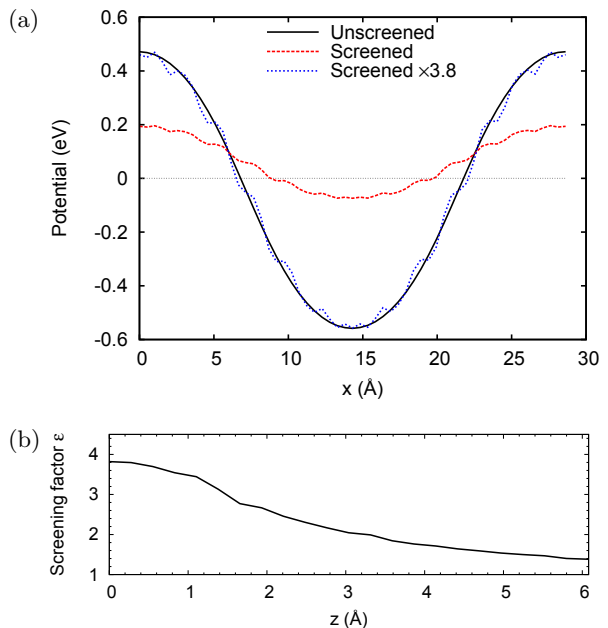 (a)
Unscreened
Screened
Screened ×3.8
Potential (eV)
0.6
0.4
0.2
0
-0.2
-0.4
-0.6
0 5 10 15 20 25 30
x (Å)
(b)
Screening factor ε
4
3
2
1
0 1 2 3 4 5 6
z (Å)